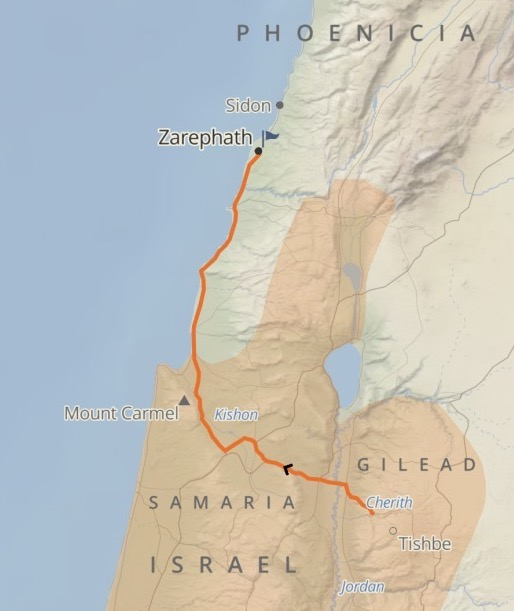 PHOENICIA
Sidon
Zarephath
Mount Carmel
Kishon
GILEAD
SAMARIA
Cherith
Tishbe
ISRAEL
Jordan